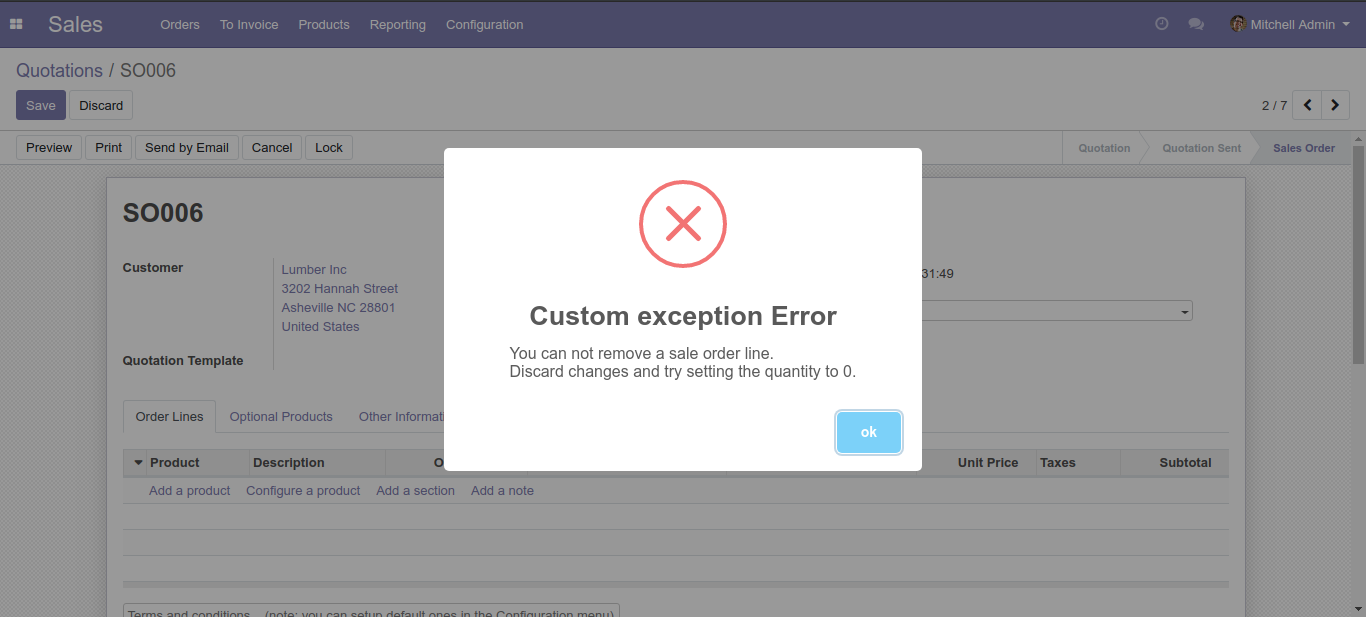 Sales Orders To Invoice Products Reporting Configuration Mitchell Admin
Quotations / SO006
Save Discard 2 / 7
Preview Print Send by Email Cancel Lock Quotation Quotation Sent Sales Order
SO006
Customer Lumber Inc 31:49
3202 Hannah Street
Asheville NC 28801
United States
Quotation Template
Custom exception Error
You can not remove a sale order line.
Discard changes and try setting the quantity to 0.
ok
Order Lines Optional Products Other Informati
Product Description O Unit Price Taxes Subtotal
Add a product Configure a product Add a section Add a note
Terms and conditions... (note: you can setup default ones in the Configuration menu)